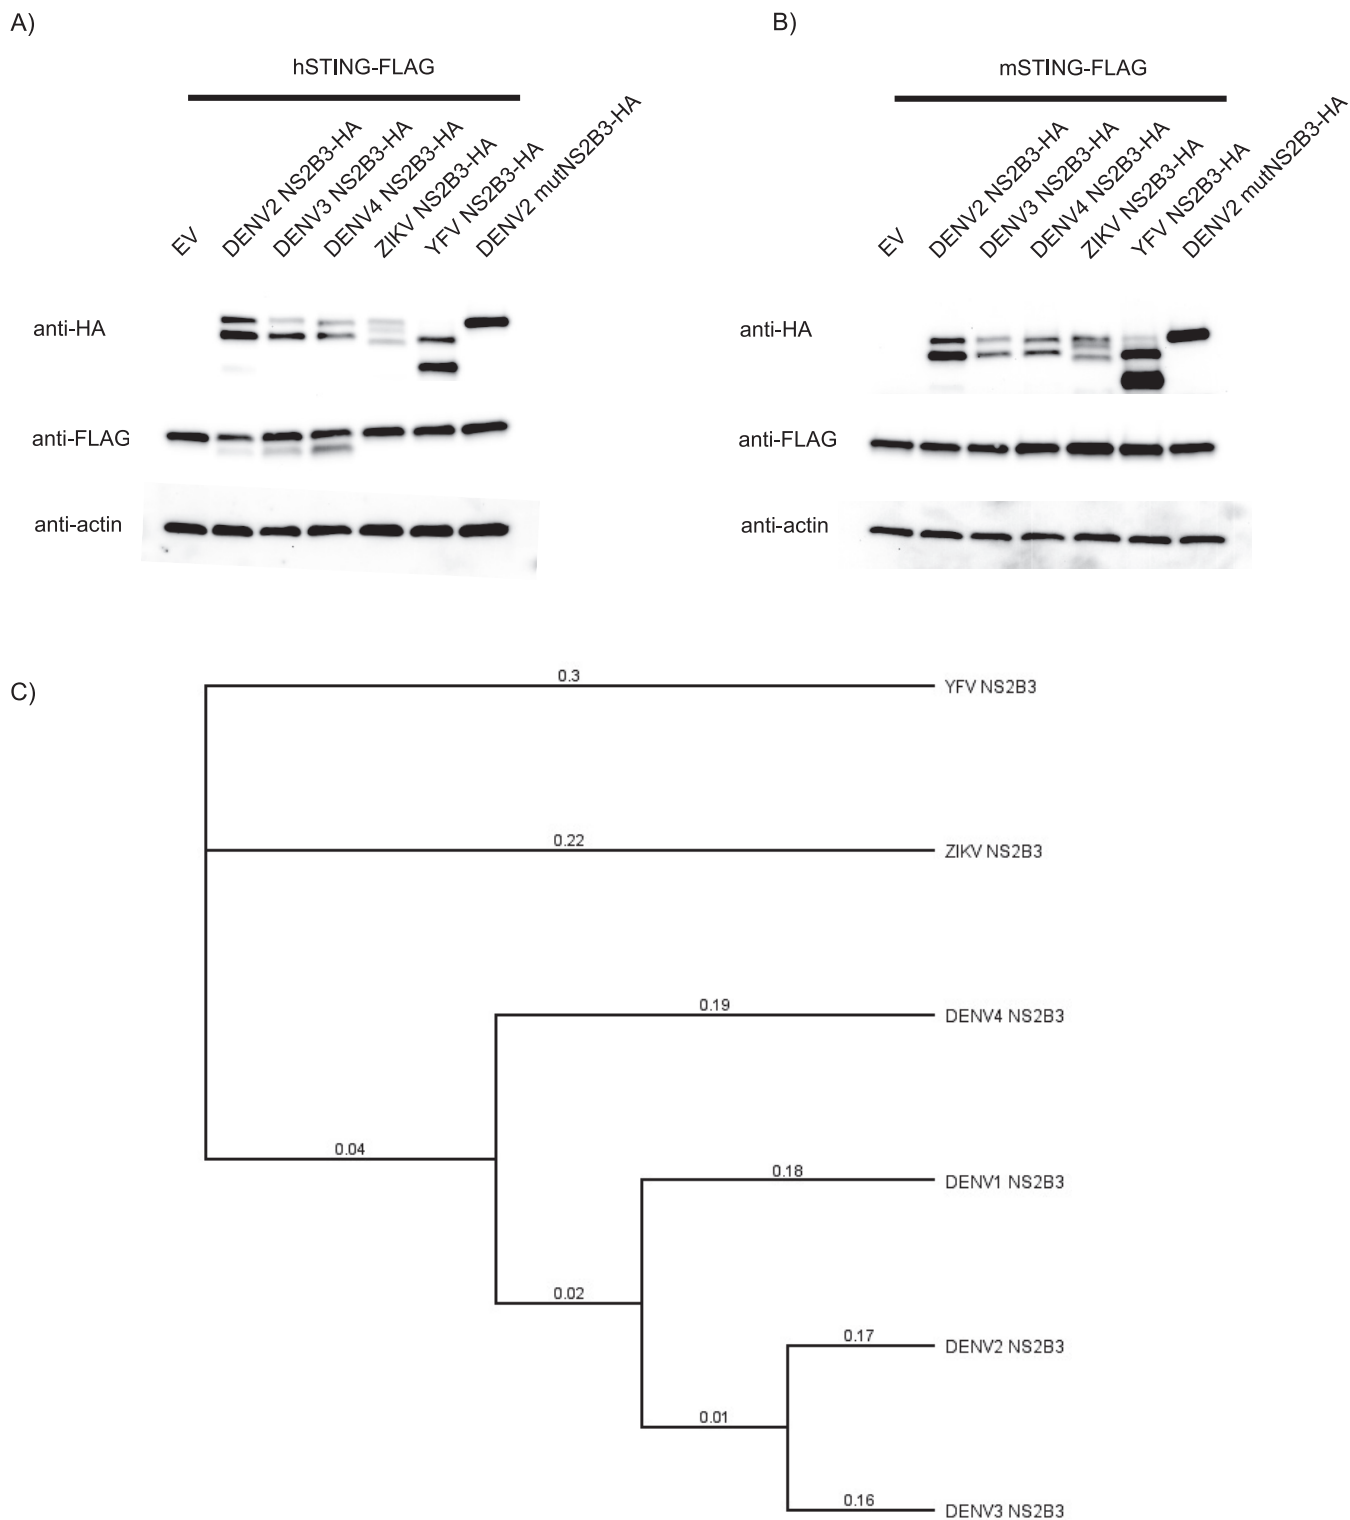 A)
hSTING-FLAG
EV
DENV2 NS2B3-HA
DENV3 NS2B3-HA
DENV4 NS2B3-HA
ZIKV NS2B3-HA
YFV NS2B3-HA
DENV2 mutNS2B3-HA
anti-HA
anti-FLAG
anti-actin
B)
mSTING-FLAG
EV
DENV2 NS2B3-HA
DENV3 NS2B3-HA
DENV4 NS2B3-HA
ZIKV NS2B3-HA
YFV NS2B3-HA
DENV2 mutNS2B3-HA
anti-HA
anti-FLAG
anti-actin
C)
0.3
YFV NS2B3
0.22
ZIKV NS2B3
0.19
DENV4 NS2B3
0.04
0.18
DENV1 NS2B3
0.02
0.17
DENV2 NS2B3
0.01
0.16
DENV3 NS2B3